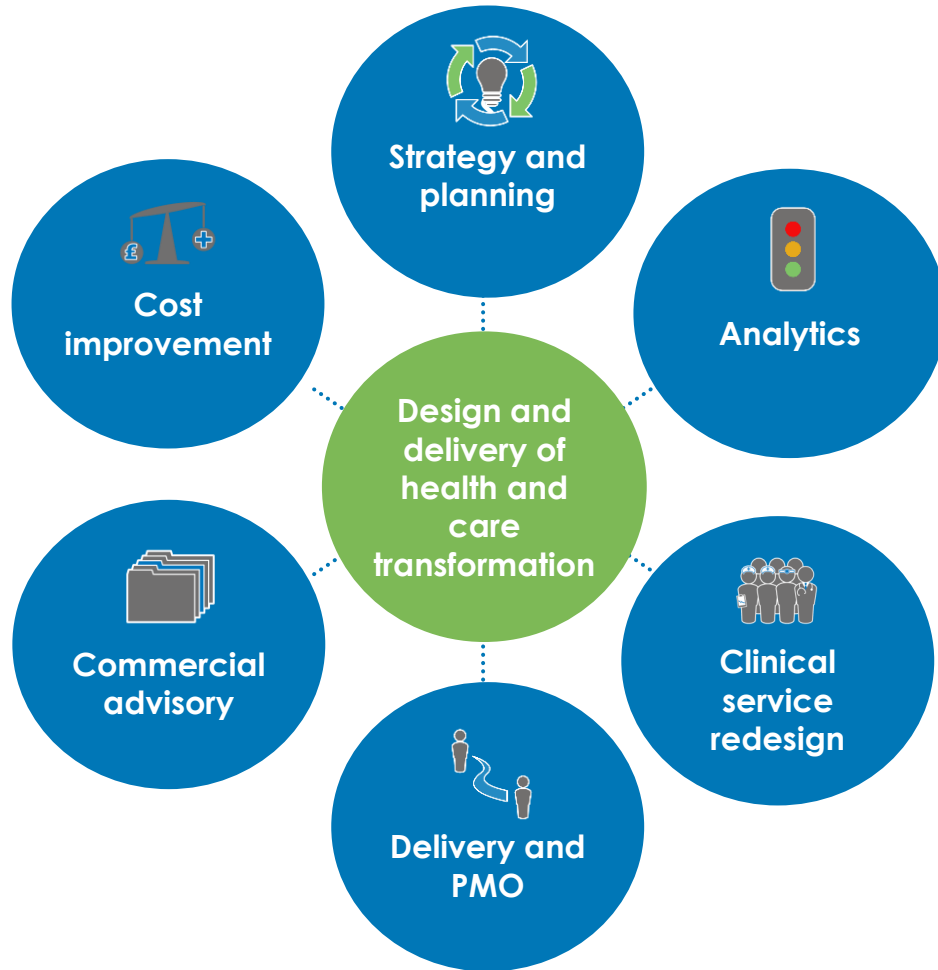 Strategy and
planning
Cost
improvement
£
Analytics
Design and
delivery of
health and
care
transformation
Commercial
advisory
Clinical
service
redesign
Delivery and
PMO